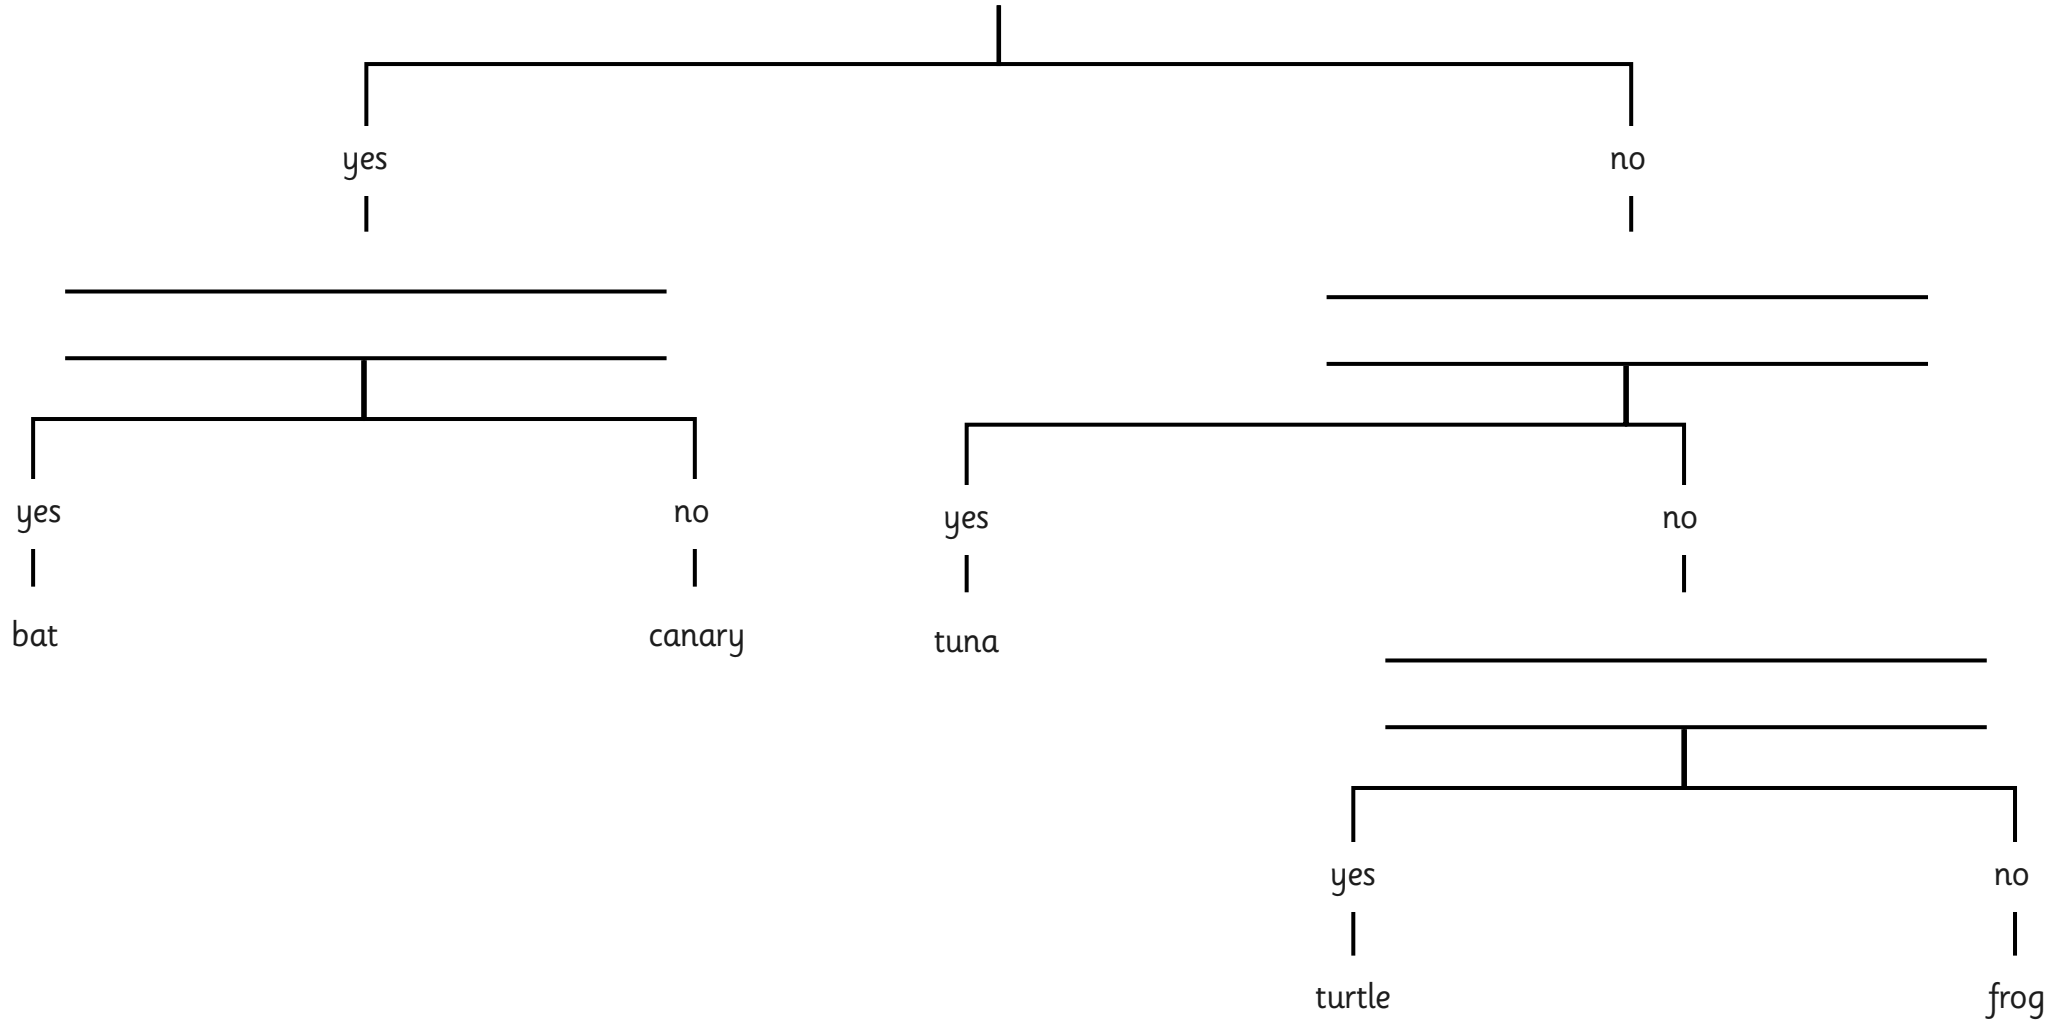 yes
no
yes
no
yes
no
bat
canary
tuna
yes
no
turtle
frog